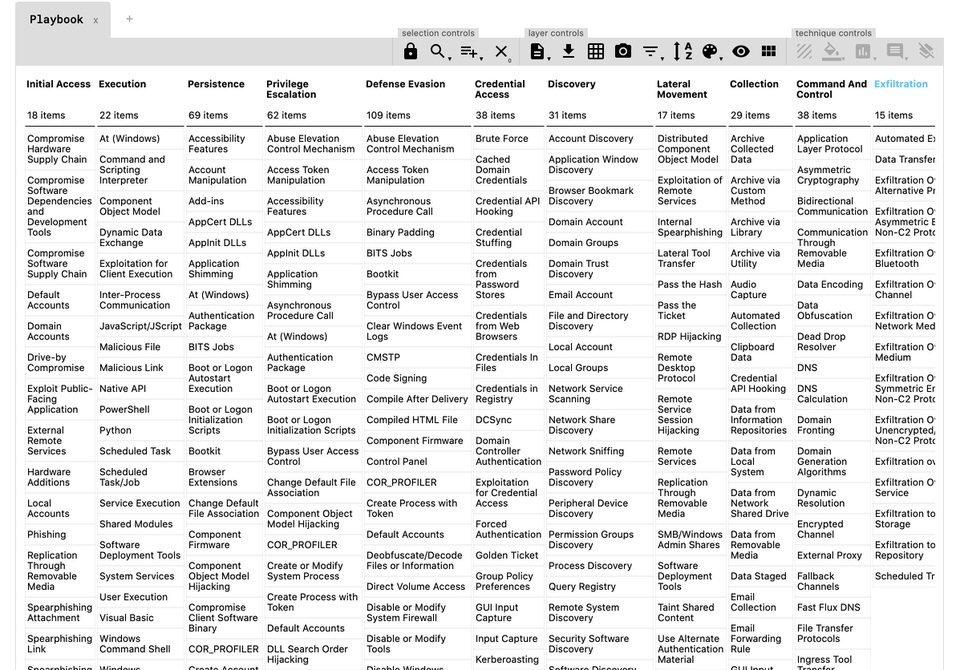 Playbook x +
selection controls
layer controls
technique controls
Initial Access
18 items
Compromise
Hardware
Supply Chain
Compromise
Software
Dependencies
and
Development
Tools
Compromise
Software
Supply Chain
Default
Accounts
Domain
Accounts
Drive-by
Compromise
Exploit Public-
Facing
Application
External
Remote
Services
Hardware
Additions
Local
Accounts
Phishing
Replication
Through
Removable
Media
Spearphishing
Attachment
Spearphishing
Link
Spearphishing
Execution
22 items
At (Windows)
Command and
Scripting
Interpreter
Component
Object Model
Dynamic Data
Exchange
Exploitation for
Client Execution
Inter-Process
Communication
JavaScript/JScript
Malicious File
Malicious Link
Native API
PowerShell
Python
Scheduled Task
Scheduled
Task/Job
Service Execution
Shared Modules
Software
Deployment Tools
System Services
User Execution
Visual Basic
Windows
Command Shell
Windows
Persistence
69 items
Accessibility
Features
Account
Manipulation
Add-ins
AppCert DLLs
AppInit DLLs
Application
Shimming
At (Windows)
Authentication
Package
BITS Jobs
Boot or Logon
Autostart
Execution
Boot or Logon
Initialization
Scripts
Bootkit
Browser
Extensions
Change Default
File Association
Component
Firmware
Component
Object Model
Hijacking
Compromise
Client Software
Binary
COR_PROFILER
Create Account
Privilege
Escalation
62 items
Abuse Elevation
Control Mechanism
Access Token
Manipulation
Accessibility
Features
AppCert DLLs
AppInit DLLs
Application
Shimming
Asynchronous
Procedure Call
At (Windows)
Authentication
Package
Boot or Logon
Autostart Execution
Boot or Logon
Initialization Scripts
Bypass User Access
Control
Change Default File
Association
Component Object
Model Hijacking
COR_PROFILER
Create or Modify
System Process
Create Process with
Token
Default Accounts
DLL Search Order
Hijacking
Defense Evasion
109 items
Abuse Elevation
Control Mechanism
Access Token
Manipulation
Asynchronous
Procedure Call
Binary Padding
BITS Jobs
Bootkit
Bypass User Access
Control
Clear Windows Event
Logs
CMSTP
Code Signing
Compile After Delivery
Compiled HTML File
Component Firmware
Control Panel
COR_PROFILER
Create Process with
Token
Default Accounts
Deobfuscate/Decode
Files or Information
Direct Volume Access
Disable or Modify
System Firewall
Disable or Modify
Tools
Disable Windows
Credential
Access
38 items
Brute Force
Cached
Domain
Credentials
Credential API
Hooking
Credential
Stuffing
Credentials
from
Password
Stores
Credentials
from Web
Browsers
Credentials In
Files
Credentials in
Registry
DCSync
Domain
Controller
Authentication
Exploitation
for Credential
Access
Forced
Authentication
Golden Ticket
Group Policy
Preferences
GUI Input
Capture
Input Capture
Kerberoasting
Discovery
31 items
Account Discovery
Application Window
Discovery
Browser Bookmark
Discovery
Domain Account
Domain Groups
Domain Trust
Discovery
Email Account
File and Directory
Discovery
Local Account
Local Groups
Network Service
Scanning
Network Share
Discovery
Network Sniffing
Password Policy
Discovery
Peripheral Device
Discovery
Permission Groups
Discovery
Process Discovery
Query Registry
Remote System
Discovery
Security Software
Discovery
Software Discovery
Lateral
Movement
17 items
Distributed
Component
Object Model
Exploitation of
Remote
Services
Internal
Spearphishing
Lateral Tool
Transfer
Pass the Hash
Pass the
Ticket
RDP Hijacking
Remote
Desktop
Protocol
Remote
Service
Session
Hijacking
Remote
Services
Replication
Through
Removable
Media
SMB/Windows
Admin Shares
Software
Deployment
Tools
Taint Shared
Content
Use Alternate
Authentication
Material
Collection
29 items
Archive
Collected
Data
Archive via
Custom
Method
Archive via
Library
Archive via
Utility
Audio
Capture
Automated
Collection
Clipboard
Data
Credential
API Hooking
Data from
Information
Repositories
Data from
Local
System
Data from
Network
Shared Drive
Data from
Removable
Media
Data Staged
Email
Collection
Email
Forwarding
Rule
GUI Input
Command And
Control
38 items
Application
Layer Protocol
Asymmetric
Cryptography
Bidirectional
Communication
Communication
Through
Removable
Media
Data Encoding
Data
Obfuscation
Dead Drop
Resolver
DNS
DNS
Calculation
Domain
Fronting
Domain
Generation
Algorithms
Dynamic
Resolution
Encrypted
Channel
External Proxy
Fallback
Channels
Fast Flux DNS
File Transfer
Protocols
Ingress Tool
Transfer
Exfiltration
15 items
Automated Ex
Data Transfer
Exfiltration O
Alternative Pr
Exfiltration O
Asymmetric E
Non-C2 Proto
Exfiltration O
Bluetooth
Exfiltration O
Channel
Exfiltration O
Network Med
Exfiltration O
Medium
Exfiltration O
Symmetric En
Non-C2 Proto
Exfiltration O
Unencrypted/
Non-C2 Proto
Exfiltration ov
Exfiltration O
Service
Exfiltration to
Storage
Exfiltration to
Repository
Scheduled Tr